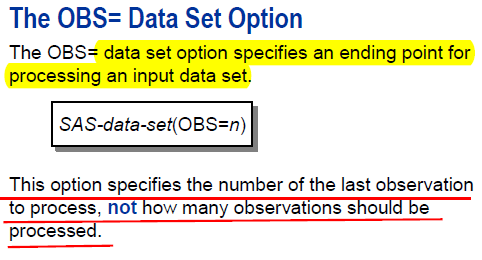 The OBS= Data Set Option
The OBS= data set option specifies an ending point for
processing an input data set.
SAS-data-set(OBS=n)
This option specifies the number of the last observation
to process, not how many observations should be
processed.